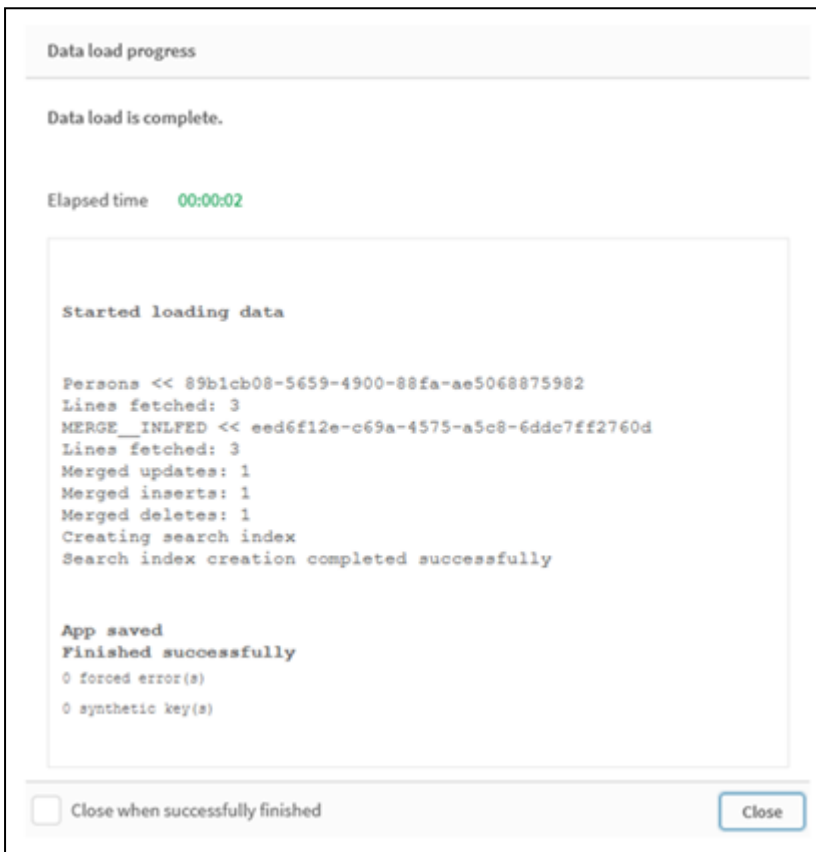 Data load progress
Data load is complete.
Elapsed time 00:00:02
Started loading data
Persons << 89b1cb08-5659-4900-88fa-ae5068875982
Lines fetched: 3
MERGE__INLFED << eed6f12e-c69a-4575-a5c8-6ddc7ff2760d
Lines fetched: 3
Merged updates: 1
Merged inserts: 1
Merged deletes: 1
Creating search index
Search index creation completed successfully
App saved
Finished successfully
0 forced error(s)
0 synthetic key(s)
Close when successfully finished Close